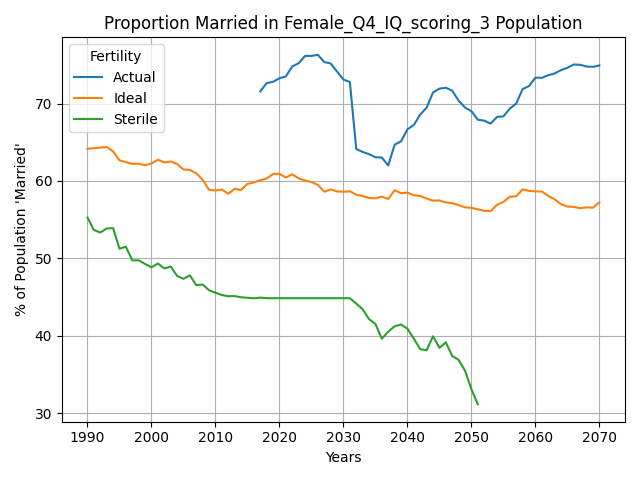 Proportion Married in Female_Q4_IQ_scoring_3 Population
Fertility
Actual
Ideal
Sterile
% of Population 'Married'
70
60
50
40
30
1990
2000
2010
2020
2030
2040
2050
2060
2070
Years